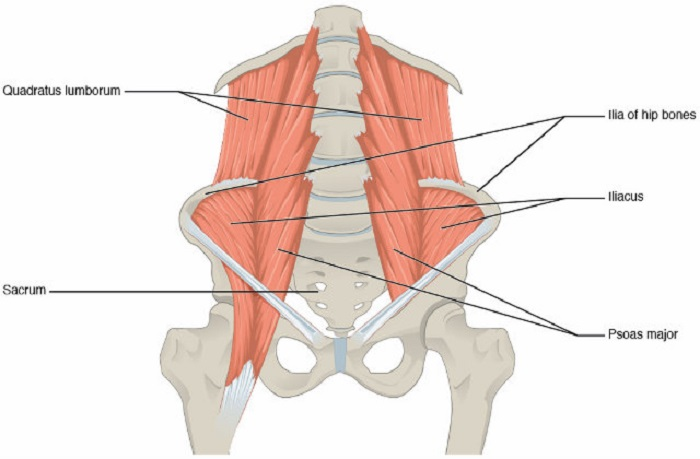 Quadratus lumborum
Ilia of hip bones
Iliacus
Sacrum
Psoas major